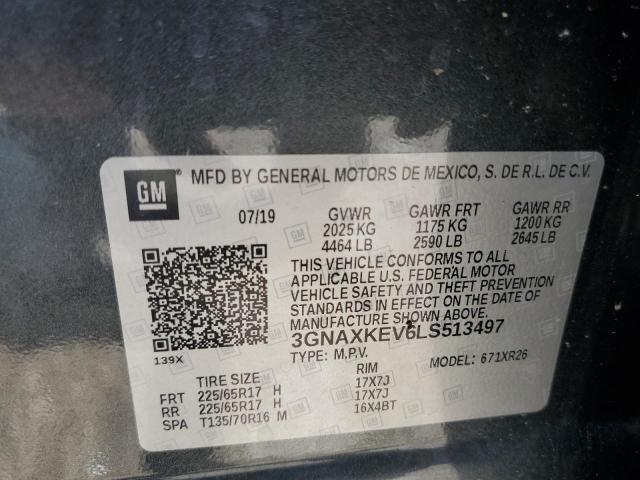 GM
MFD BY GENERAL MOTORS DE MEXICO, S. DE R.L. DE C.V.
07/19 GVWR GAWR FRT GAWR RR
2025 KG 1175 KG 1200 KG
4464 LB 2590 LB 2645 LB
THIS VEHICLE CONFORMS TO ALL
APPLICABLE U.S. FEDERAL MOTOR
VEHICLE SAFETY AND THEFT PREVENTION
STANDARDS IN EFFECT ON THE DATE OF
MANUFACTURE SHOWN ABOVE.
3GNAXKEV6LS513497
139X
TYPE: M.P.V. MODEL: 671XR26
TIRE SIZE RIM
FRT 225/65R17 H 17X7J
RR 225/65R17 H 17X7J
SPA T135/70R16 M 16X4BT